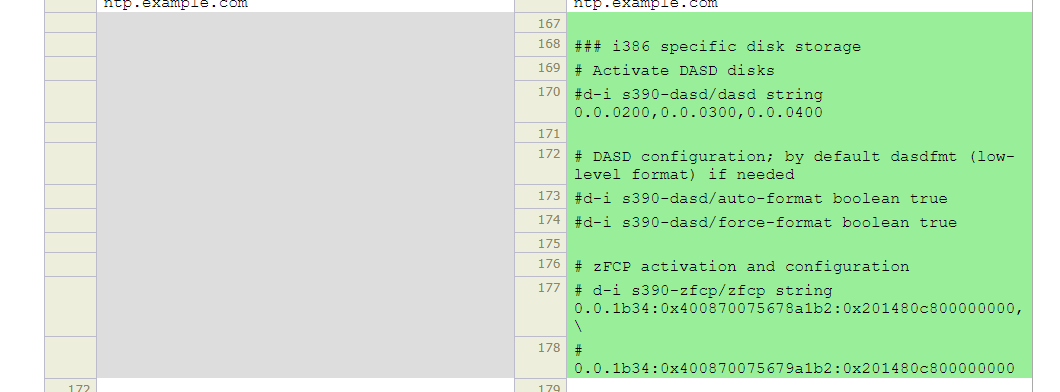 ntp.example.com
ntp.example.com
167
168 ### i386 specific disk storage
169 # Activate DASD disks
170 #d-i s390-dasd/dasd string
0.0.0200,0.0.0300,0.0.0400
171
172 # DASD configuration; by default dasdfmt (low-
level format) if needed
173 #d-i s390-dasd/auto-format boolean true
174 #d-i s390-dasd/force-format boolean true
175
176 # zFCP activation and configuration
177 # d-i s390-zfcp/zfcp string
0.0.1b34:0x400870075678a1b2:0x201480c800000000,
\
178 #
0.0.1b34:0x400870075679a1b2:0x201480c800000000
172 179